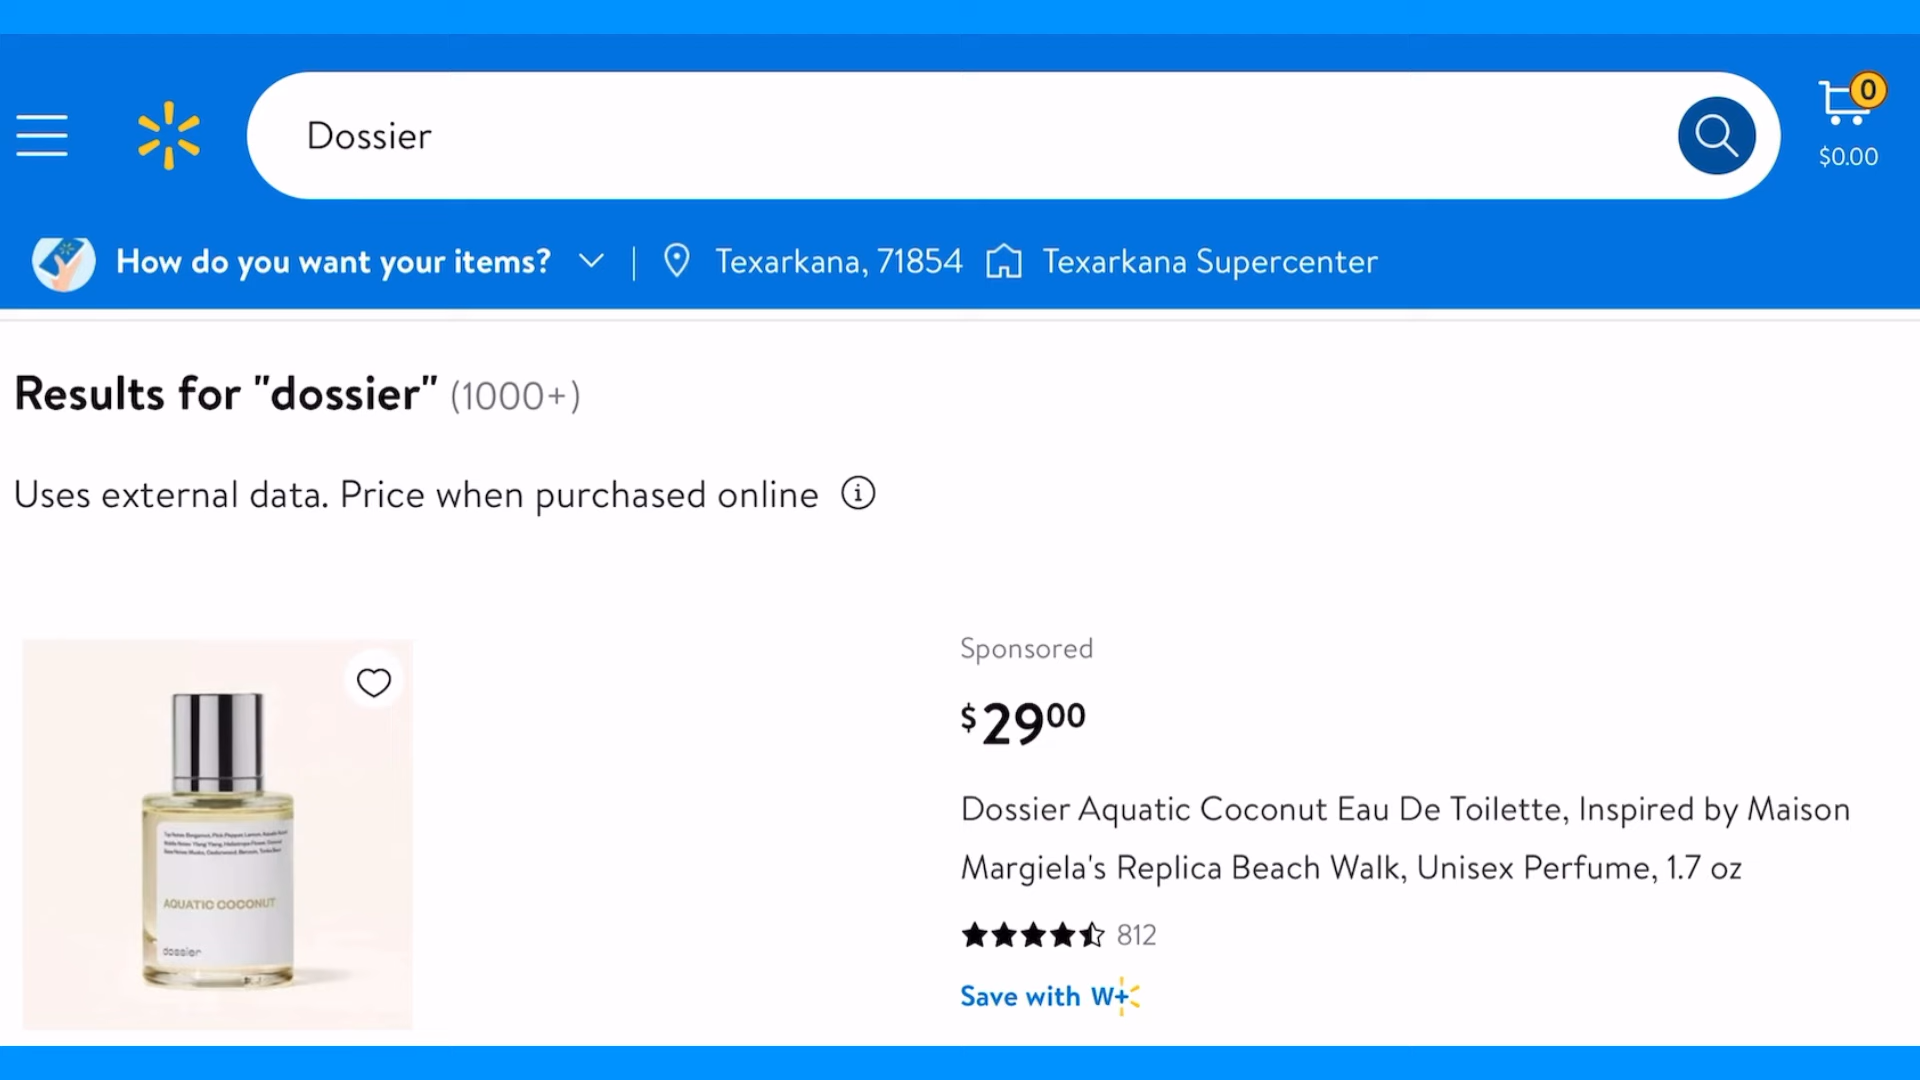 Dossier
0
$0.00
How do you want your items?
Texarkana, 71854
Texarkana Supercenter
Results for "dossier" (1000+)
Uses external data. Price when purchased online
Sponsored
$2900
Dossier Aquatic Coconut Eau De Toilette, Inspired by Maison
Margiela's Replica Beach Walk, Unisex Perfume, 1.7 oz
812
Save with W+
AQUATIC COCONUT
dossier